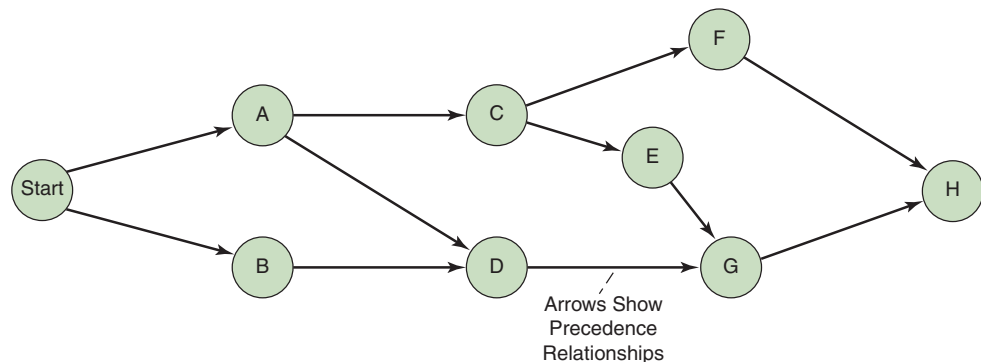 F
A
C
E
Start
H
B
D
G
Arrows Show
Precedence
Relationships